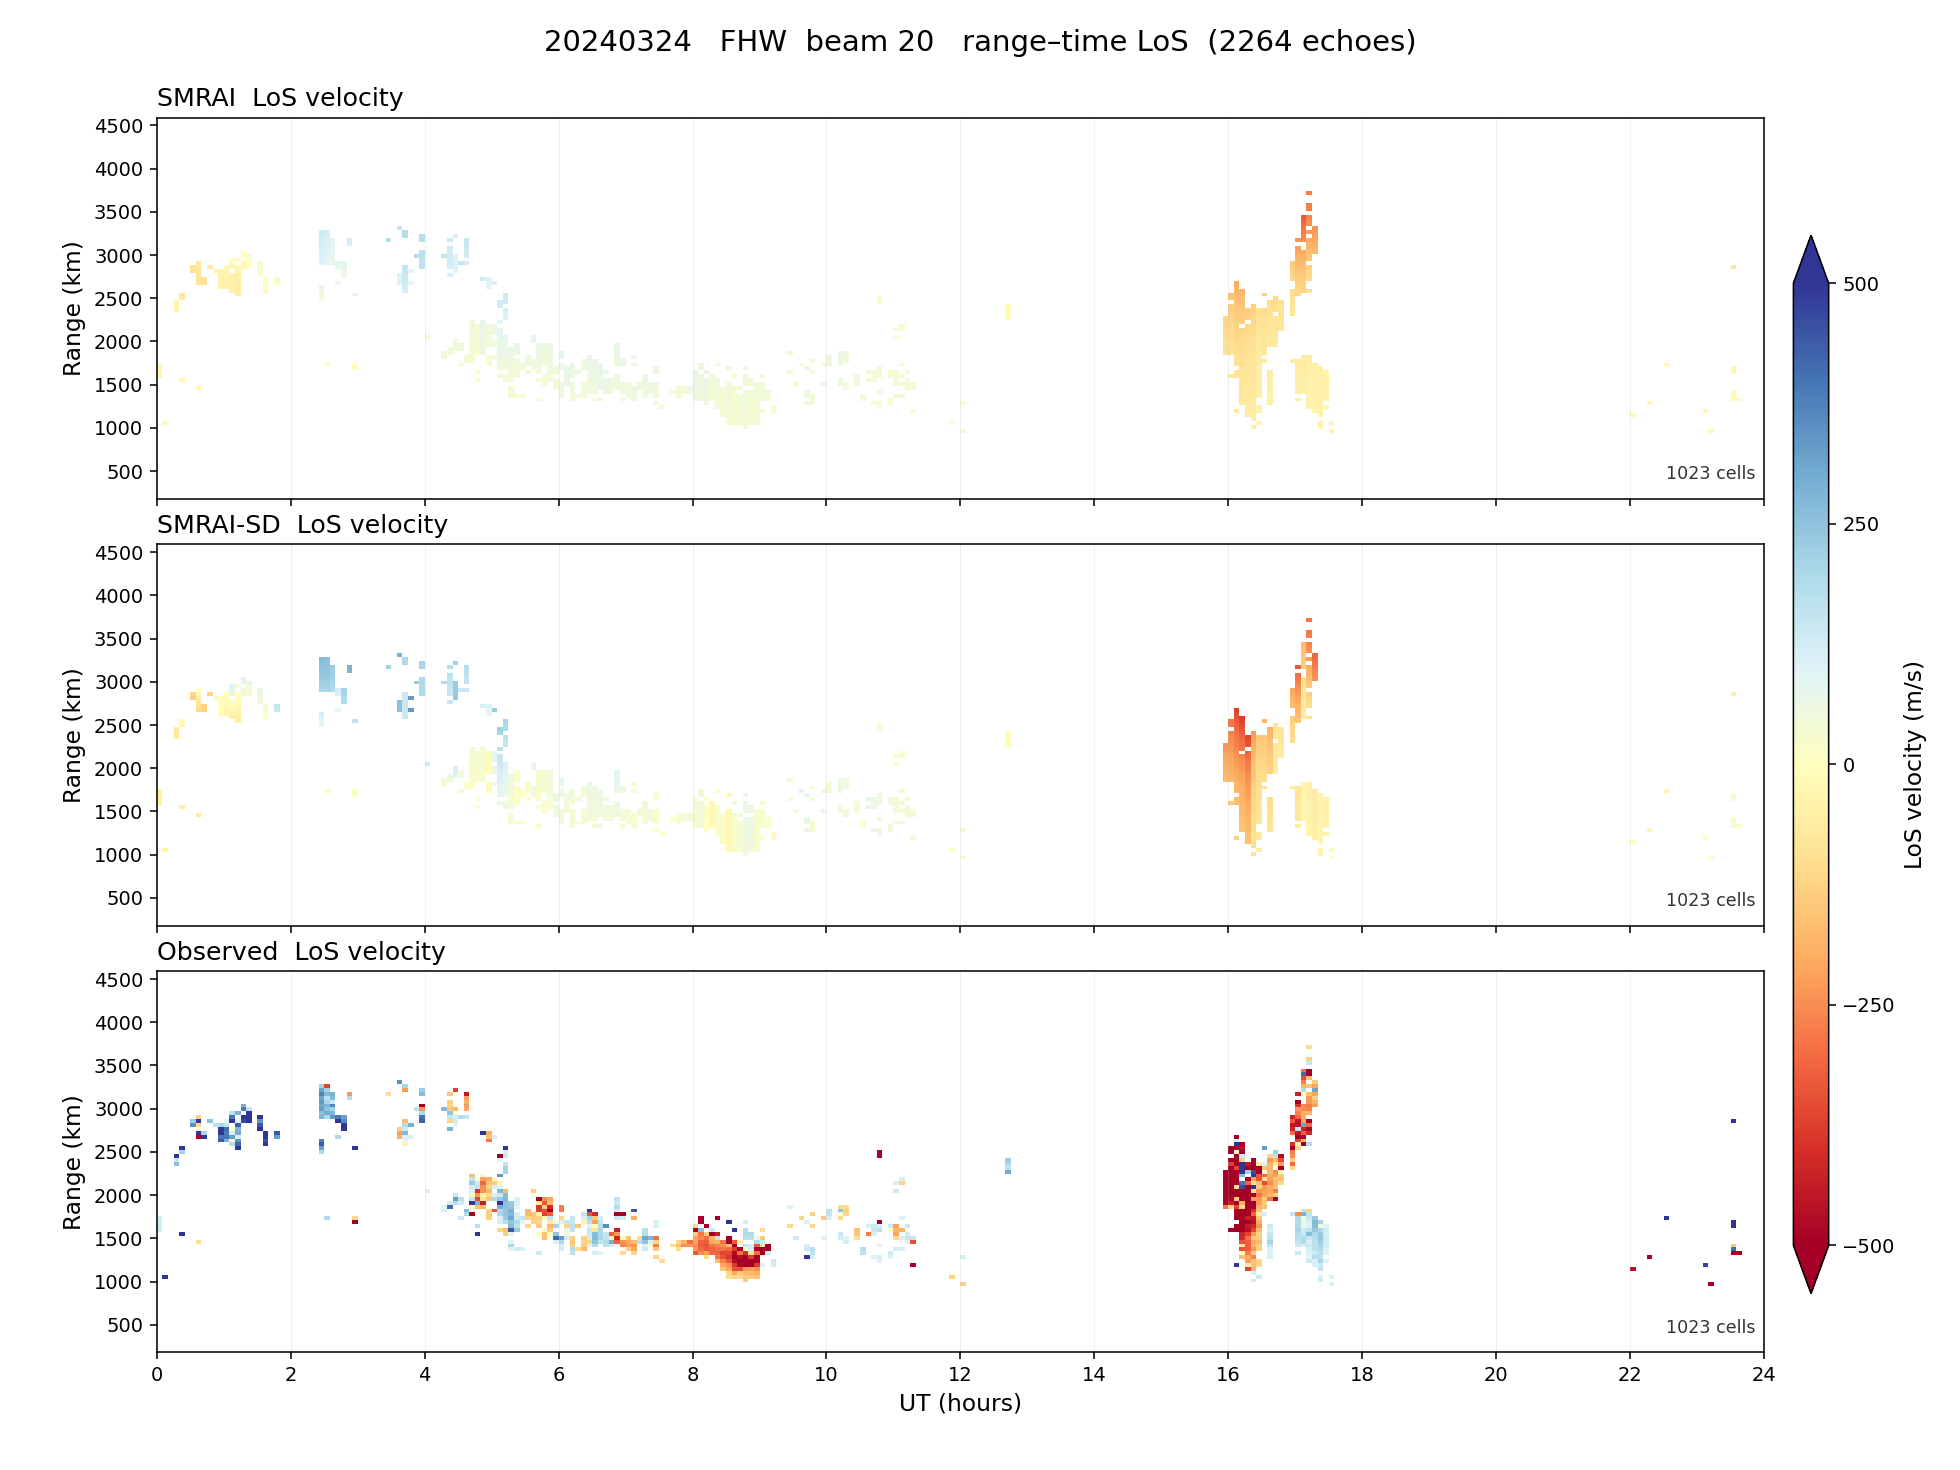 20240324   FHW  beam 20   range–time LoS  (2264 echoes)
SMRAI  LoS velocity
4500
4000
3500
3000
2500
2000
1500
1000
500
Range (km)
1023 cells
SMRAI-SD  LoS velocity
4500
4000
3500
3000
2500
2000
1500
1000
500
Range (km)
1023 cells
Observed  LoS velocity
4500
4000
3500
3000
2500
2000
1500
1000
500
Range (km)
1023 cells
0 2 4 6 8 10 12 14 16 18 20 22 24
UT (hours)
500
250
0
−250
−500
LoS velocity (m/s)